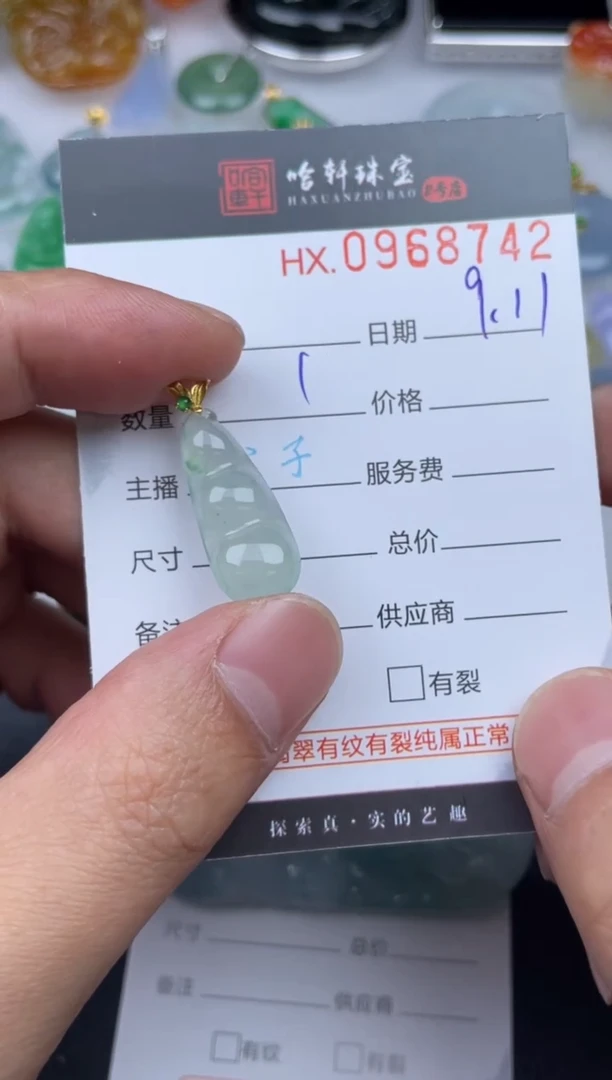 哈轩珠宝
HAXUANZHUBAO
HX.0968742
日期 9.11
数量 1 价格
主播 子 服务费
尺寸 总价
备注 供应商
有裂
翡翠有纹有裂纯属正常
探索真·实的艺趣
尺寸 总价
备注 供应商
有纹 有裂